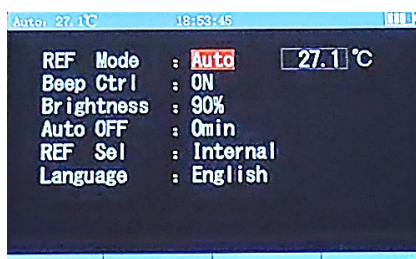 Auto: 27.1℃ 18:53:45
REF Mode : Auto 27.1 ℃
Beep Ctrl : ON
Brightness : 90%
Auto OFF : 0min
REF Sel : Internal
Language : English